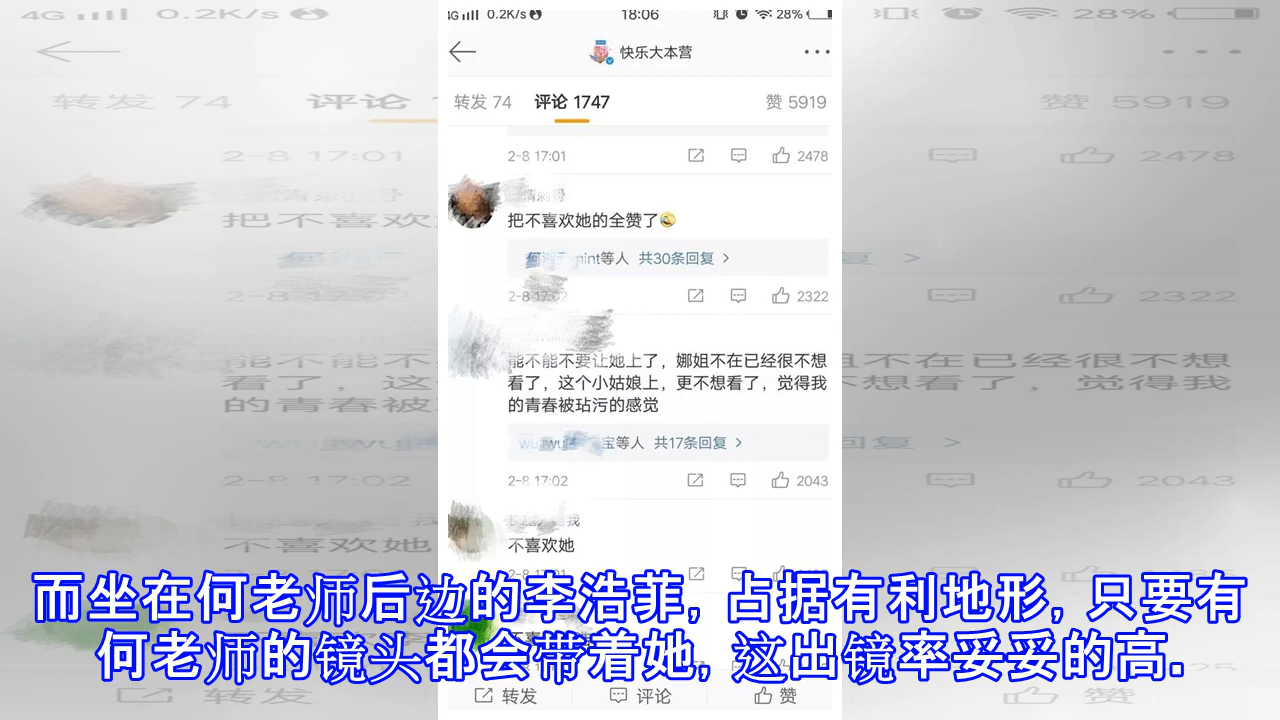 4G 0.2K/s 18:06 28%
快乐大本营
转发 74 评论 1747 赞 5919
2-8 17:01 2478
把不喜欢她的全赞了
mint等人 共30条回复 >
2-8 17:02 2322
能不能不要让她上了，娜姐不在已经很不想
看了，这个小姑娘上，更不想看了，觉得我
的青春被玷污的感觉
宝等人 共17条回复 >
2-8 17:02 2043
不喜欢她
而坐在何老师后边的李浩菲, 占据有利地形, 只要有
何老师的镜头都会带着她, 这出镜率妥妥的高.
转发 评论 赞